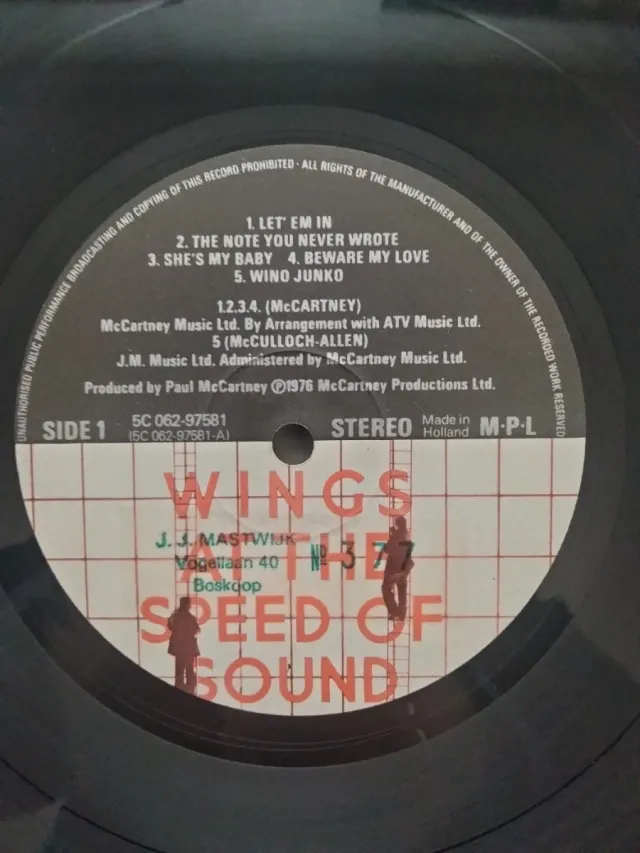 UNAUTHORISED PUBLIC PERFORMANCE BROADCASTING AND COPYING OF THIS RECORD PROHIBITED · ALL RIGHTS OF THE MANUFACTURER AND OF THE OWNER OF THE RECORDED WORK RESERVED
1. LET' EM IN
2. THE NOTE YOU NEVER WROTE
3. SHE'S MY BABY 4. BEWARE MY LOVE
5. WINO JUNKO
1.2.3.4. (McCARTNEY)
McCartney Music Ltd. By Arrangement with ATV Music Ltd.
5 (McCULLOCH-ALLEN)
J.M. Music Ltd. Administered by McCartney Music Ltd.
Produced by Paul McCartney Ⓟ1976 McCartney Productions Ltd.
SIDE 1
5C 062-97581
(5C 062-97581-A)
STEREO
Made in
Holland
M·P·L
WINGS
AT THE
SPEED OF
SOUND
J. J. MASTWIJK
Vogellaan 40
Boskoop
№ 377